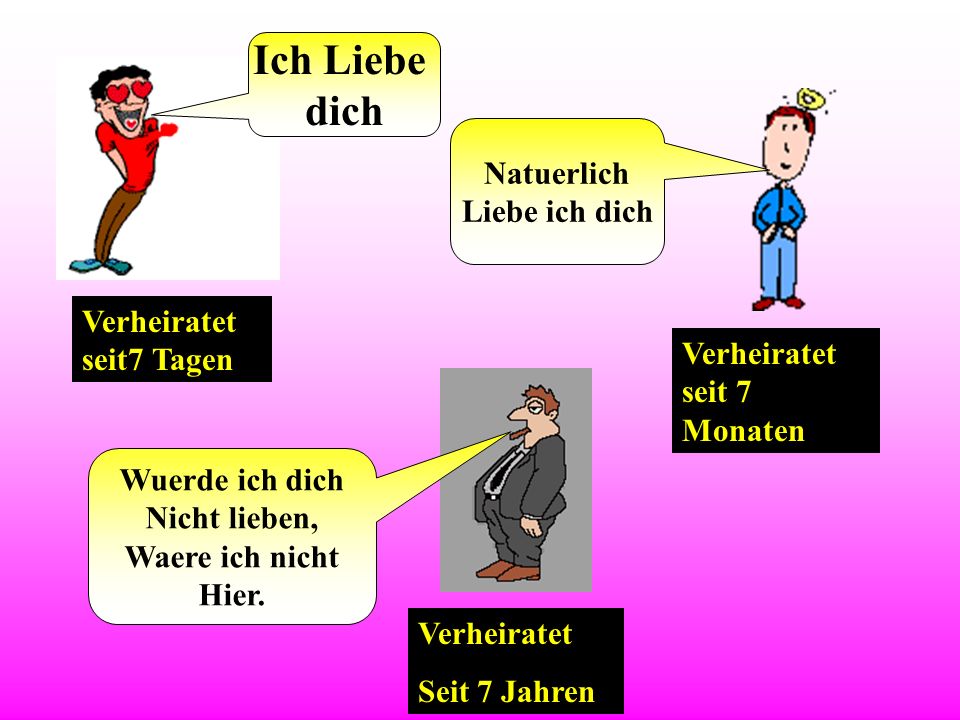 Ich Liebe
dich
Natuerlich
Liebe ich dich
Verheiratet
seit7 Tagen
Verheiratet
seit 7
Monaten
Wuerde ich dich
Nicht lieben,
Waere ich nicht
Hier.
Verheiratet
Seit 7 Jahren